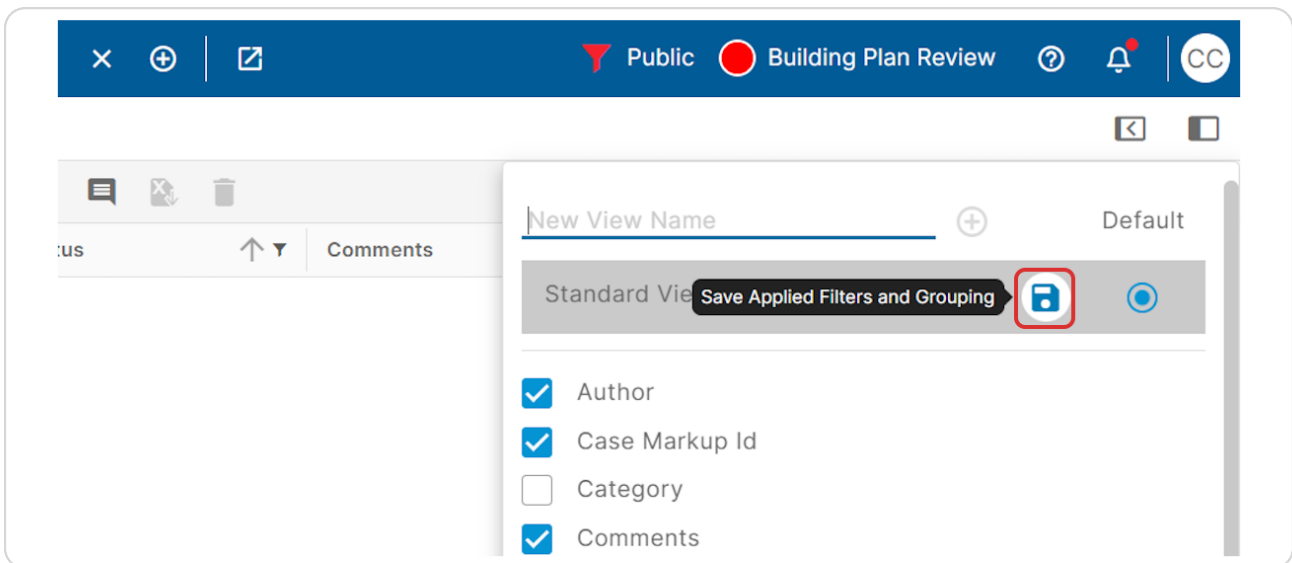 Public
Building Plan Review
CC
New View Name
Default
tus
Comments
Standard Vie
Save Applied Filters and Grouping
Author
Case Markup Id
Category
Comments